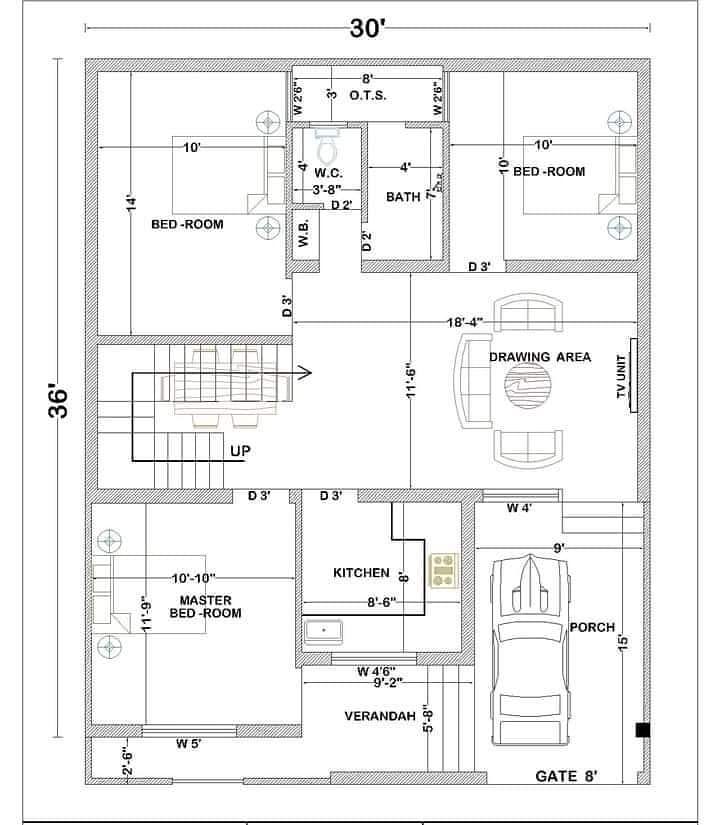 30'
36'
8'
W 2'6"
3'
O.T.S.
W 2'6"
10'
14'
BED -ROOM
4'
W.C.
3'-8"
D 2'
W.B.
D 2'
4'
BATH
7'
10'
10'
BED -ROOM
D 3'
D 3'
18'-4"
11'-6"
DRAWING AREA
TV UNIT
UP
D 3'
D 3'
W 4'
10'-10"
MASTER
BED-ROOM
11'-9"
KITCHEN
8'
8'-6"
9'
PORCH
15'
W 4'6"
9'-2"
VERANDAH
5'-8"
W 5'
2'-6"
GATE 8'